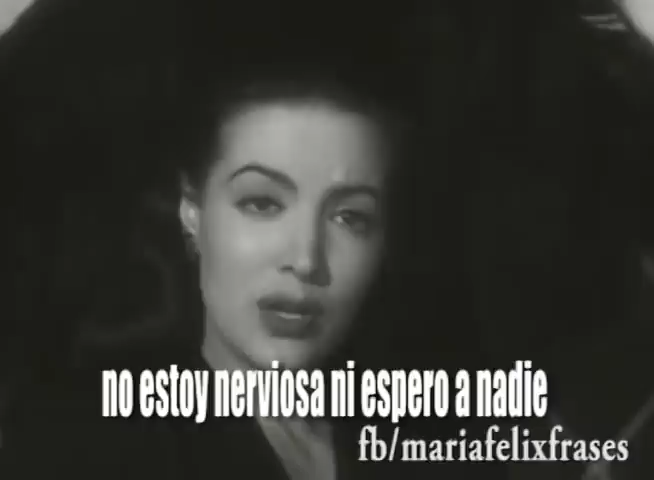 no estoy nerviosa ni espero a nadie
fb/mariafelixfrases